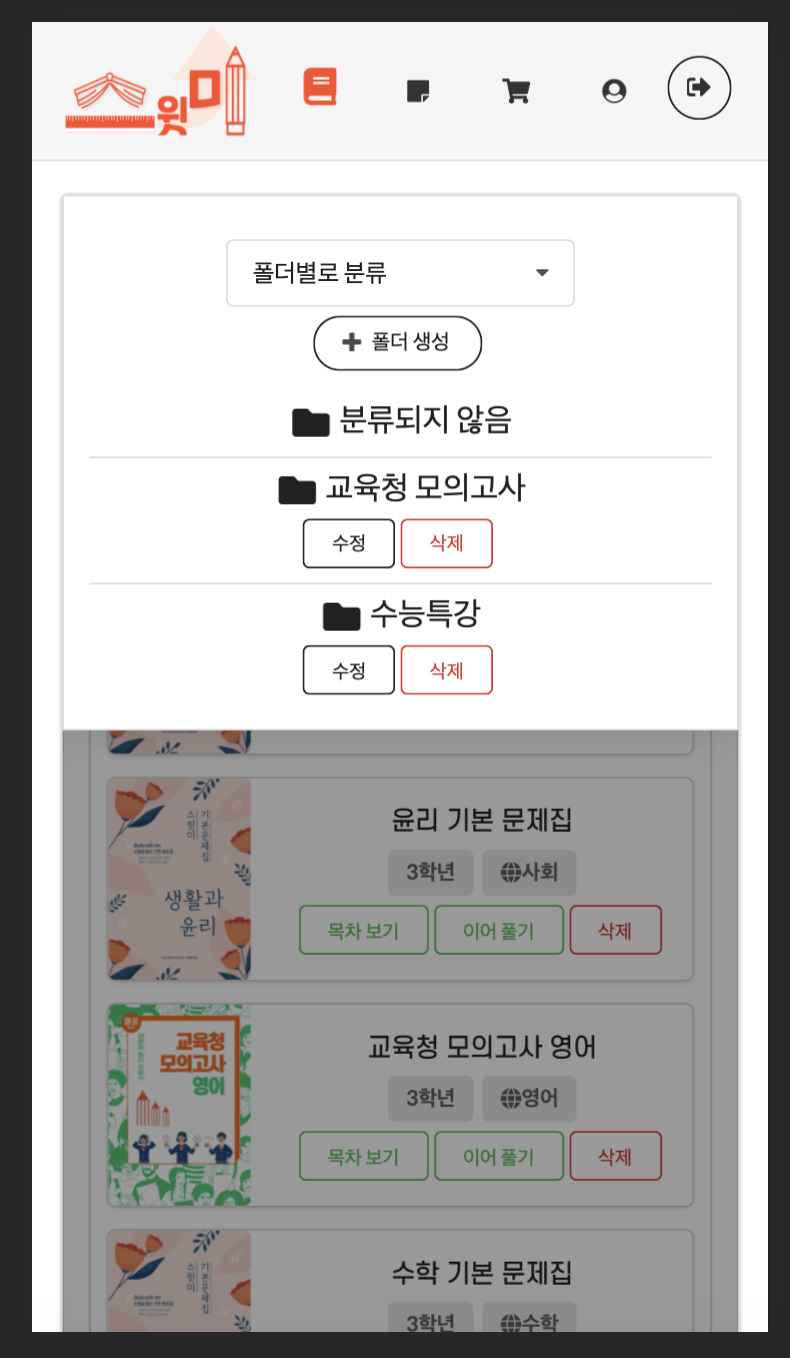 윗미
폴더별로 분류
폴더 생성
분류되지 않음
교육청 모의고사
수정 삭제
수능특강
수정 삭제
윤리 기본 문제집
3학년 사회
목차 보기 이어 풀기 삭제
기본문제집
스윗미
생활과
윤리
교육청 모의고사 영어
3학년 영어
목차 보기 이어 풀기 삭제
교육청
모의고사
영어
수학 기본 문제집
3학년 수학
기본문제집
스윗미